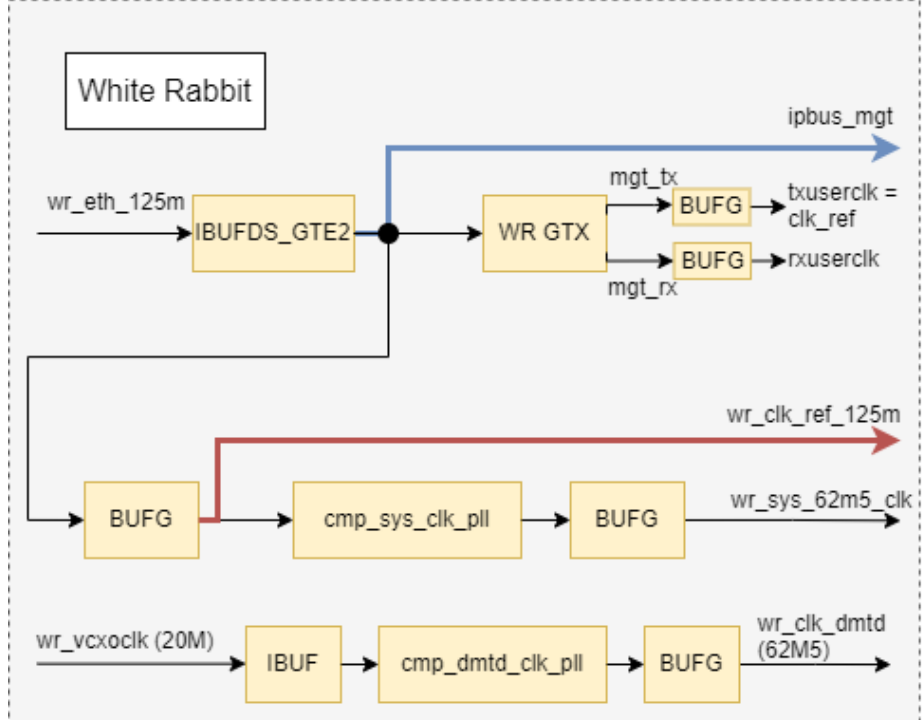 White Rabbit
ipbus_mgt
wr_eth_125m
IBUFDS_GTE2
WR GTX
mgt_tx
BUFG
txuserclk =
clk_ref
mgt_rx
BUFG
rxuserclk
wr_clk_ref_125m
BUFG
cmp_sys_clk_pll
BUFG
wr_sys_62m5_clk
wr_vcxoclk (20M)
IBUF
cmp_dmtd_clk_pll
BUFG
wr_clk_dmtd
(62M5)